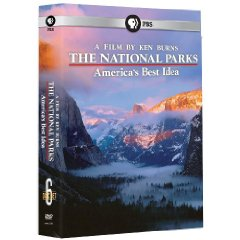 PBS
A FILM BY KEN BURNS
THE NATIONAL PARKS
America's Best Idea
PBS
A FILM BY KEN BURNS
THE NATIONAL PARKS
America's Best Idea
6